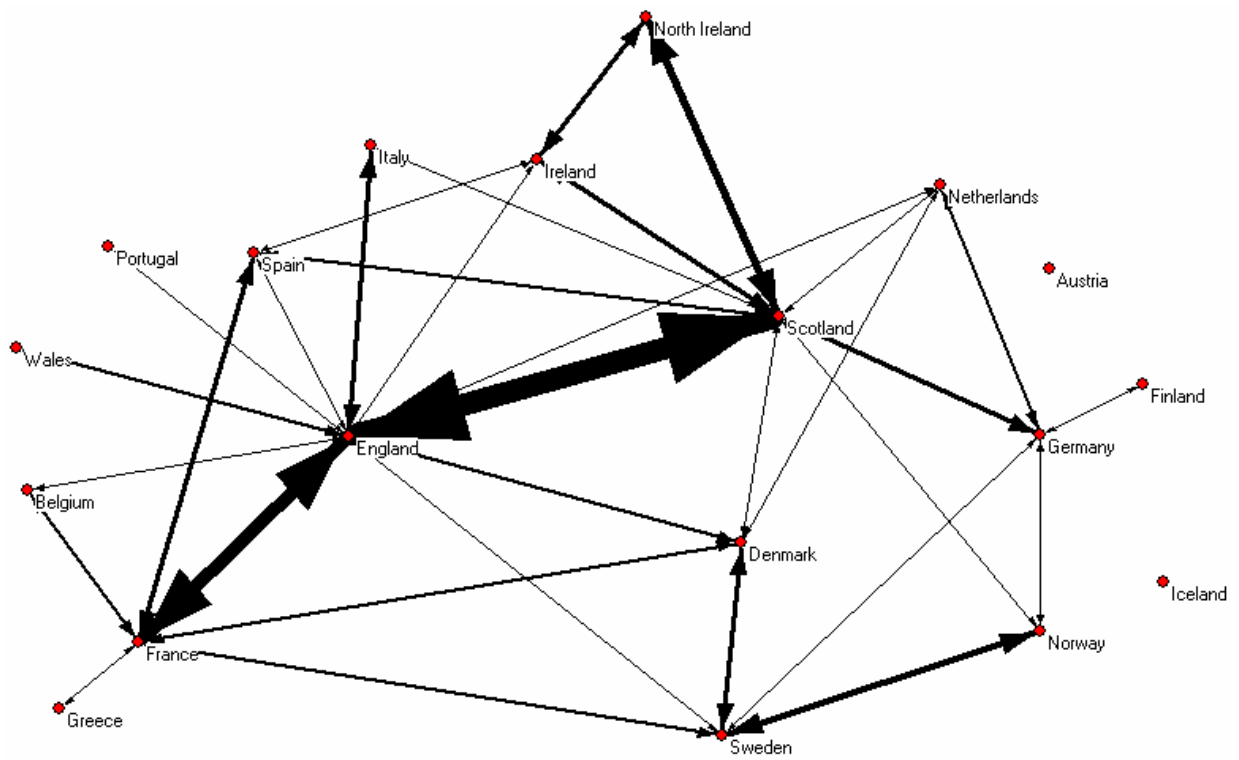 North Ireland
Italy
Ireland
Netherlands
Portugal
Spain
Austria
Scotland
Wales
Finland
England
Germany
Belgium
Denmark
Iceland
France
Norway
Greece
Sweden